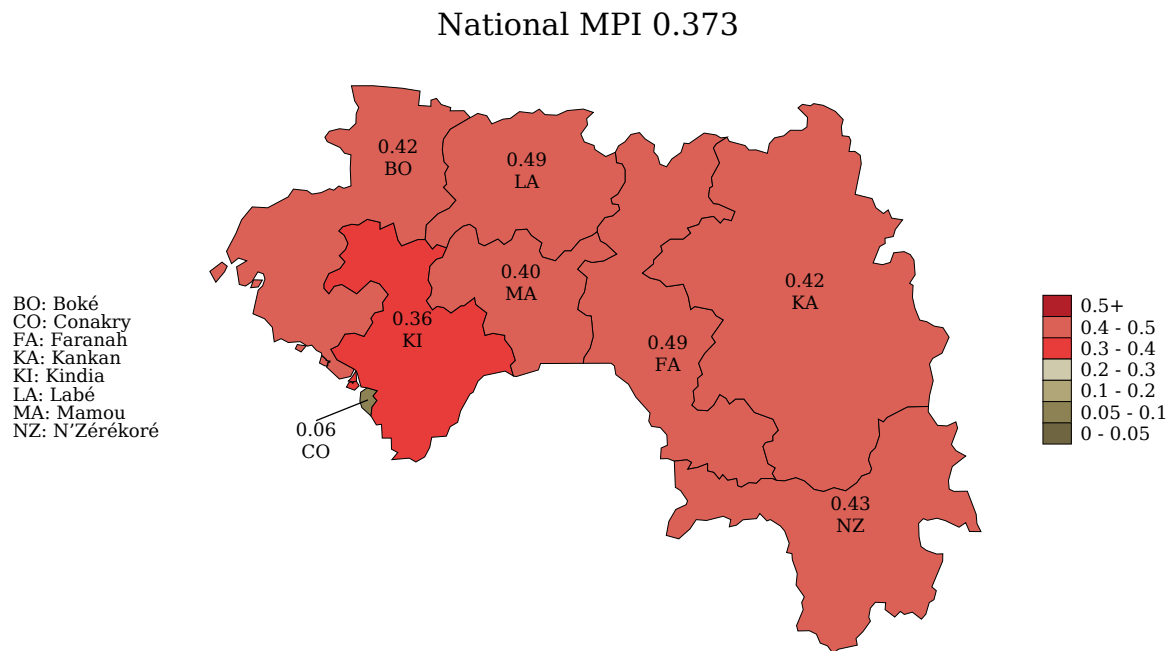 National MPI 0.373
0.42
BO
0.49
LA
0.40
MA
0.42
KA
0.36
KI
0.49
FA
0.06
CO
0.43
NZ
BO: Boké
CO: Conakry
FA: Faranah
KA: Kankan
KI: Kindia
LA: Labé
MA: Mamou
NZ: N’Zérékoré
0.5+
0.4 - 0.5
0.3 - 0.4
0.2 - 0.3
0.1 - 0.2
0.05 - 0.1
0 - 0.05